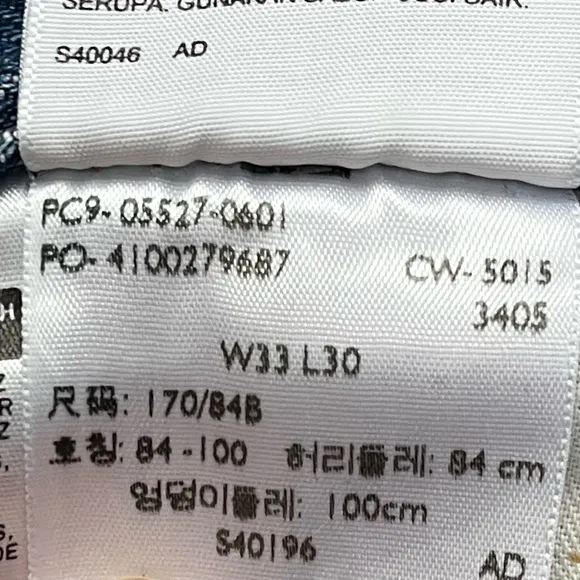 S40046 AD
PC9-05527-0601
PO-4100279687
CW-5015
3405
W33 L30
尺码: 170/84B
호칭: 84-100 허리둘레: 84 cm
엉덩이둘레: 100cm
S40196
AD